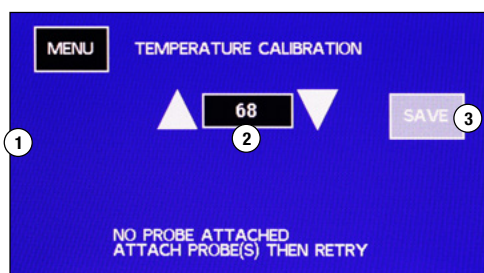 MENU
TEMPERATURE CALIBRATION
68
SAVE
1
2
3
NO PROBE ATTACHED
ATTACH PROBE(S) THEN RETRY